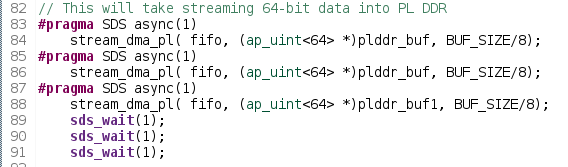 82 // This will take streaming 64-bit data into PL DDR
83 #pragma SDS async(1)
84     stream_dma_pl( fifo, (ap_uint<64> *)plddr_buf, BUF_SIZE/8);
85 #pragma SDS async(1)
86     stream_dma_pl( fifo, (ap_uint<64> *)plddr_buf, BUF_SIZE/8);
87 #pragma SDS async(1)
88     stream_dma_pl( fifo, (ap_uint<64> *)plddr_buf1, BUF_SIZE/8);
89     sds_wait(1);
90     sds_wait(1);
91     sds_wait(1);